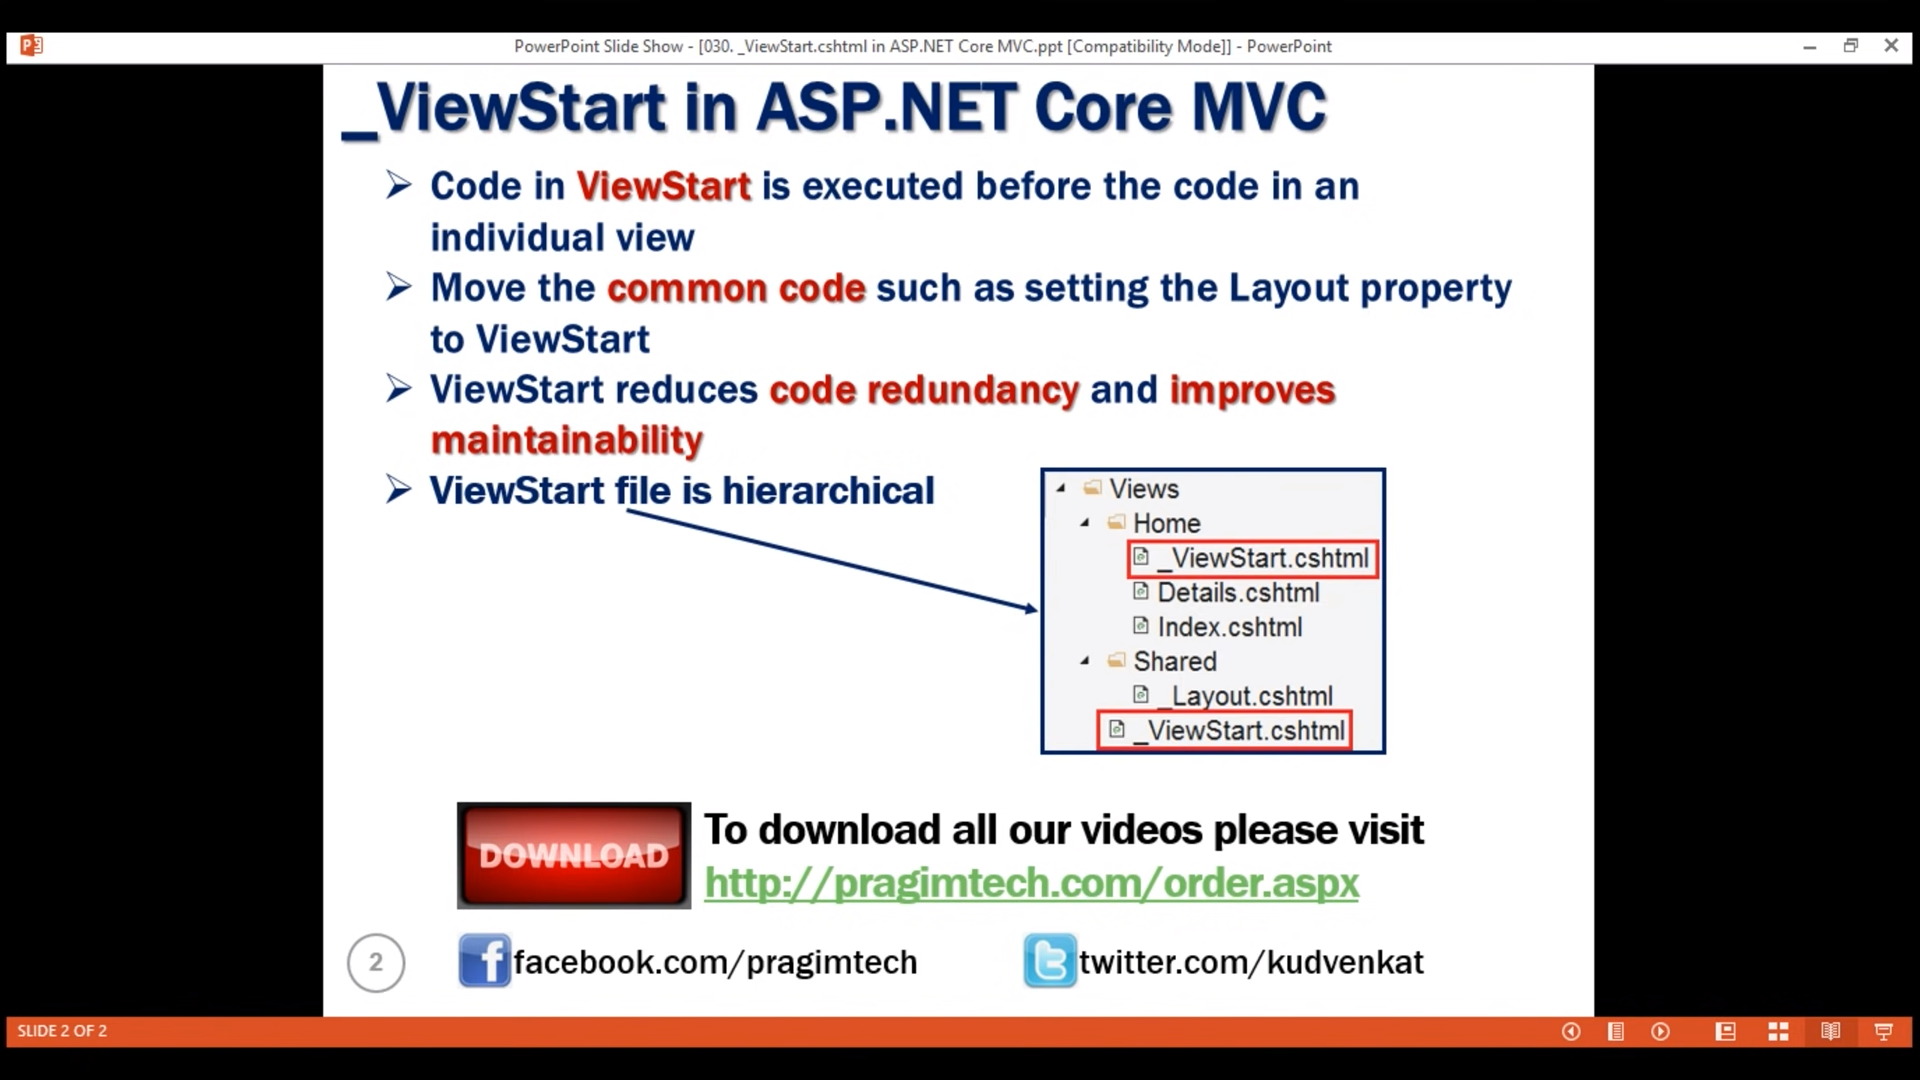 PowerPoint Slide Show - [030. _ViewStart.cshtml in ASP.NET Core MVC.ppt [Compatibility Mode]] - PowerPoint
_ViewStart in ASP.NET Core MVC
Code in ViewStart is executed before the code in an
individual view
Move the common code such as setting the Layout property
to ViewStart
ViewStart reduces code redundancy and improves
maintainability
ViewStart file is hierarchical
Views
Home
_ViewStart.cshtml
Details.cshtml
Index.cshtml
Shared
_Layout.cshtml
_ViewStart.cshtml
DOWNLOAD
To download all our videos please visit
http://pragimtech.com/order.aspx
2
facebook.com/pragimtech
twitter.com/kudvenkat
SLIDE 2 OF 2